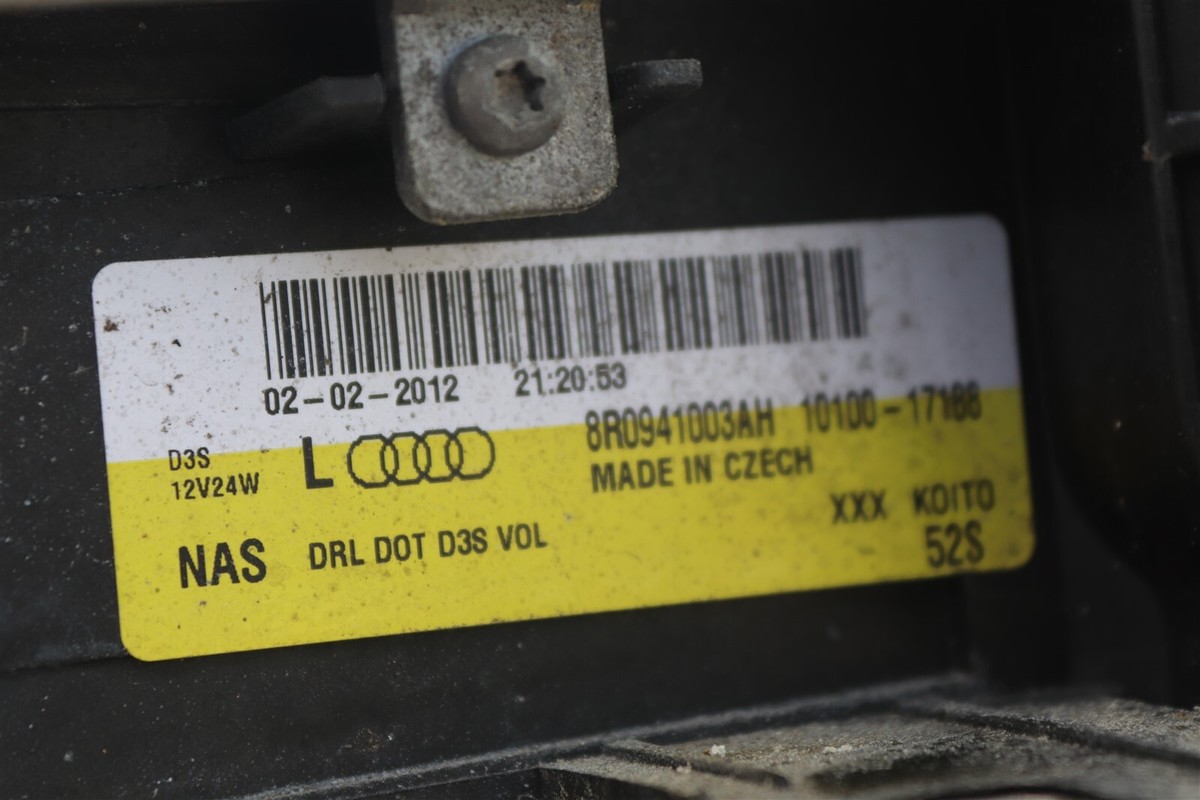 02-02-2012 21:20:53
8R0941003AH 10100-17188
D3S
L
MADE IN CZECH
12V24W
XXX KOITO
NAS DRL DOT D3S VOL
52S